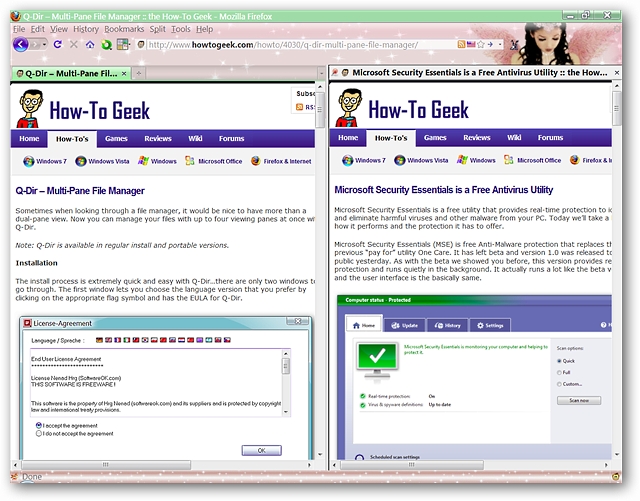 Q-Dir – Multi-Pane File Manager :: the How-To Geek - Mozilla Firefox
File Edit View History Bookmarks Split Tools Help
http://www.howtogeek.com/howto/4030/q-dir-multi-pane-file-manager/
Q-Dir – Multi-Pane Fil...
How-To Geek
Subsc
RSS
Home How-To's Games Reviews Wiki Forums
Windows 7 Windows Vista Windows Microsoft Office Firefox & Internet
Q-Dir – Multi-Pane File Manager
Sometimes when looking through a file manager, it would be nice to have more than a
dual-pane view. Now you can manage your files with up to four viewing panes at once wi
Q-Dir.
Note: Q-Dir is available in regular install and portable versions.
Installation
The install process is extremely quick and easy with Q-Dir...there are only two windows to
go through. The first window lets you choose the language version that you prefer by
clicking on the appropriate flag symbol and has the EULA for Q-Dir.
License-Agreement
Language / Sprache :
End User License Agreement
**************************
License Nenad Hrg (SoftwareOK.com)
THIS SOFTWARE IS FREEWARE!
This software is the property of Hrg Nenad (softwareok.com) and its suppliers and is protected by copyright
law and international treaty provisions.
I accept the agreement
I do not accept the agreement
OK
Microsoft Security Essentials is a Free Antivirus Utility :: the How...
How-To Geek
Home How-To's Games Reviews Wiki Forums
Windows 7 Windows Vista Windows Microsoft Office Firefox & I
Microsoft Security Essentials is a Free Antivirus Utility
Microsoft Security Essentials is a free utility that provides real-time protection to id
and eliminate harmful viruses and other malware from your PC. Today we'll take a
how it performs and the protection it has to offer.
Microsoft Security Essentials (MSE) is free Anti-Malware protection that replaces th
previous "pay for" utility One Care. It has left beta and version 1.0 was released to
public yesterday. As with the beta we showed you before, this version provides re
protection and runs quietly in the background. It actually runs a lot like the beta v
and the user interface is the basically same.
Computer status - Protected
Home Update History Settings
Microsoft Security Essentials is monitoring your computer and helping to
protect it.
Scan options:
Quick
Full
Custom...
Scan now
Real-time protection: On
Virus & spyware definitions: Up to date
Scheduled scan settings
Done